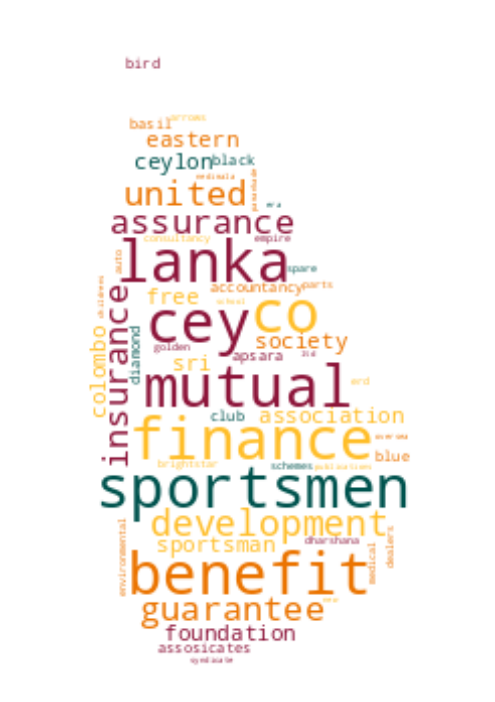 bird
arrows
basil
eastern
ceylon black
united
era
assurance
consultancy empire
lanka
auto
spare
accountancy parts
free
school
cey co
insurance
colombo
diamond
golden
society
apsara
sri
mutual
club association
finance
blue
brightstar
schemes publications
sportsmen
development
sportsman
dharshana
environmental
medical
dealers
benefit
guarantee
foundation
assosicates
syndicate